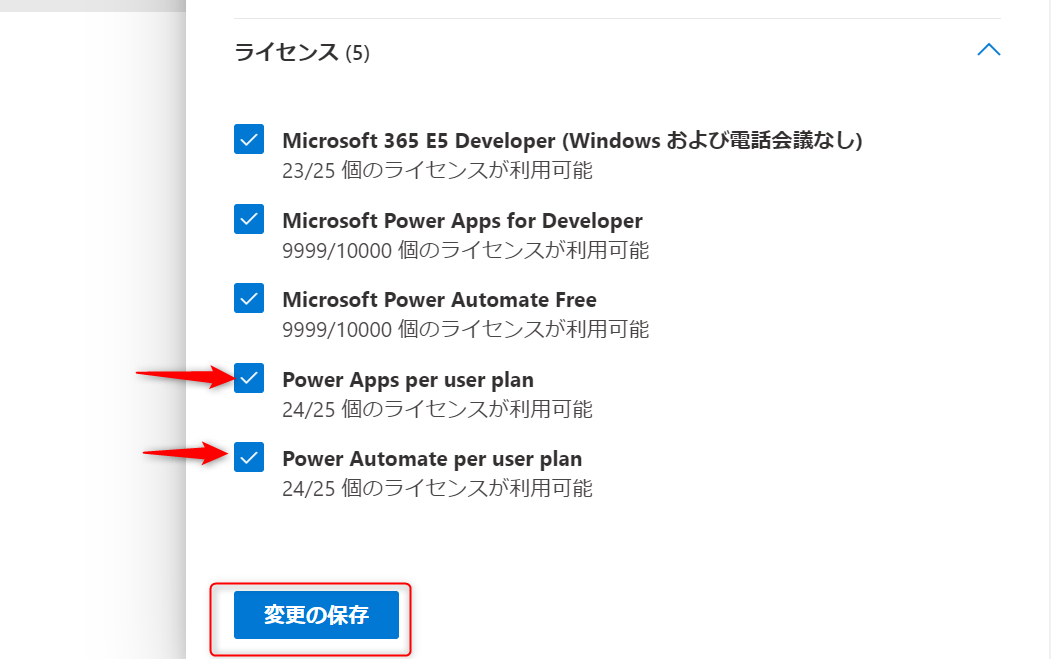 ライセンス (5)
Microsoft 365 E5 Developer (Windows および電話会議なし)
23/25 個のライセンスが利用可能
Microsoft Power Apps for Developer
9999/10000 個のライセンスが利用可能
Microsoft Power Automate Free
9999/10000 個のライセンスが利用可能
Power Apps per user plan
24/25 個のライセンスが利用可能
Power Automate per user plan
24/25 個のライセンスが利用可能
変更の保存